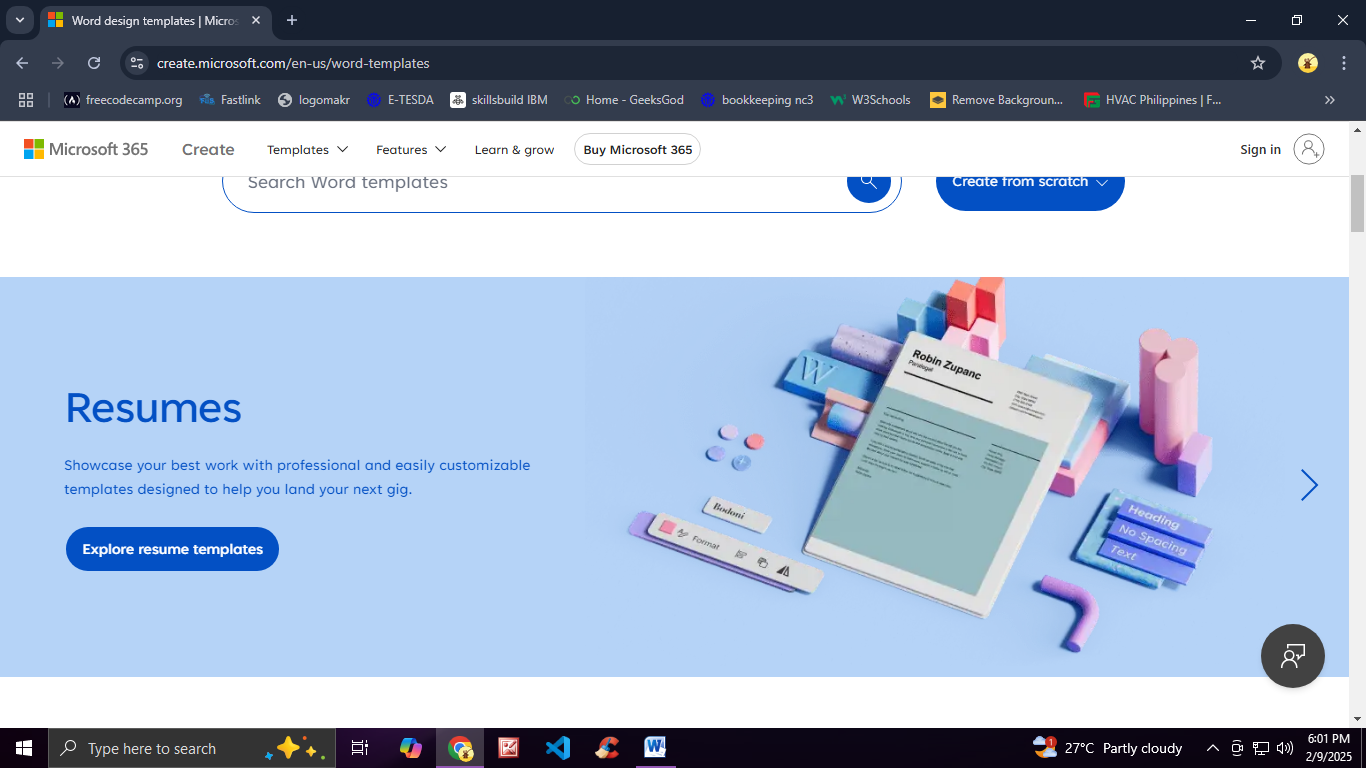 Word design templates | Micros
create.microsoft.com/en-us/word-templates
freecodecamp.org
Fastlink
logomakr
E-TESDA
skillsbuild IBM
Home - GeeksGod
bookkeeping nc3
W3Schools
Remove Backgroun...
HVAC Philippines | F...
Microsoft 365
Create
Templates
Features
Learn & grow
Buy Microsoft 365
Sign in
Search Word templates
Create from scratch
Resumes
Showcase your best work with professional and easily customizable
templates designed to help you land your next gig.
Explore resume templates
Robin Zupanc
Paralegal
W
Bodoni
Format
Heading
No Spacing
Text
Type here to search
1
27°C Partly cloudy
6:01 PM
2/9/2025